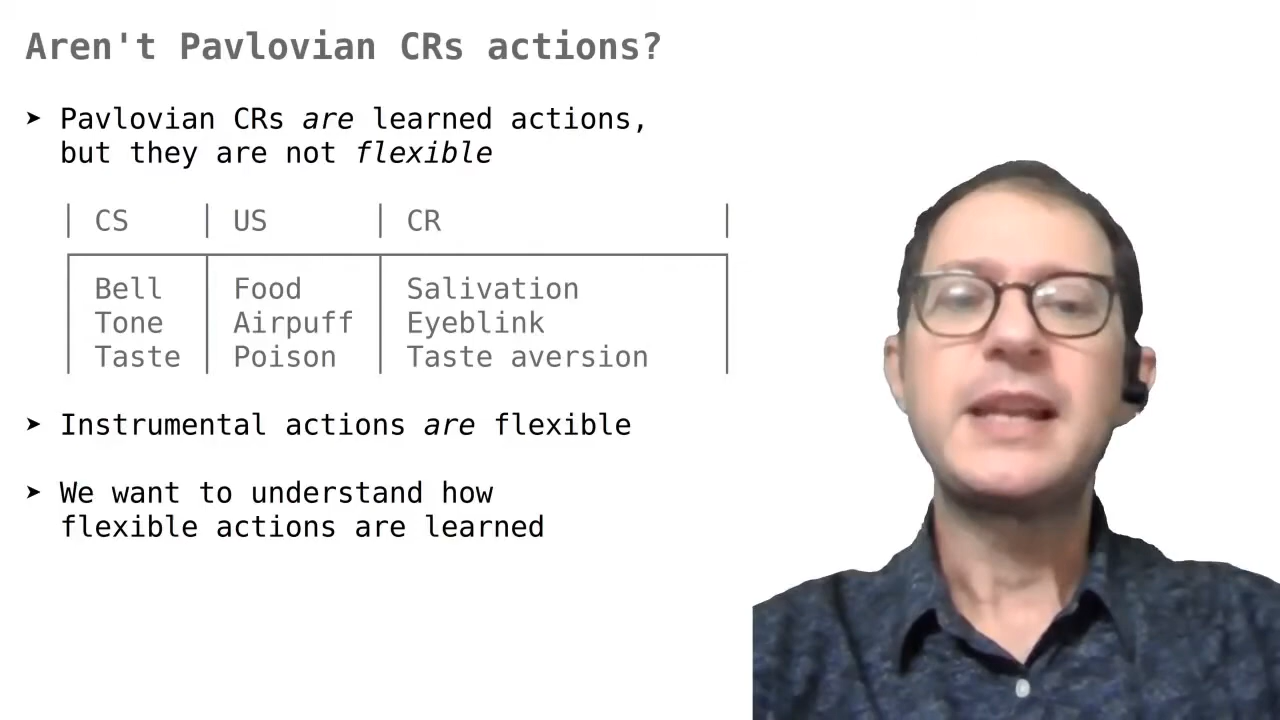 Aren't Pavlovian CRs actions?
➤ Pavlovian CRs are learned actions,
but they are not flexible
| CS | US | CR |
| Bell | Food | Salivation |
| Tone | Airpuff | Eyeblink |
| Taste | Poison | Taste aversion |
➤ Instrumental actions are flexible
➤ We want to understand how
flexible actions are learned